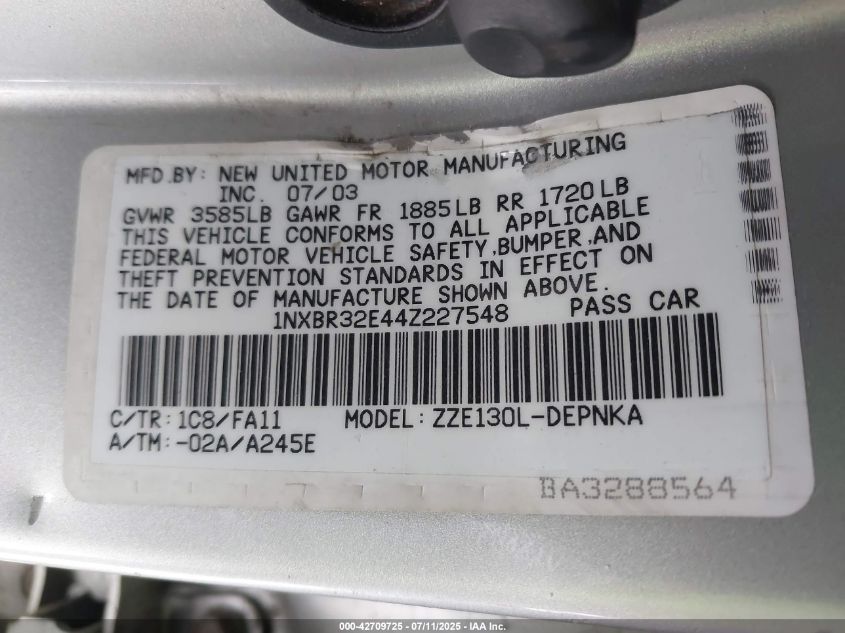 MFD.BY: NEW UNITED MOTOR MANUFACTURING
INC. 07/03
GVWR 3585LB GAWR FR 1885LB RR 1720LB
THIS VEHICLE CONFORMS TO ALL APPLICABLE
FEDERAL MOTOR VEHICLE SAFETY,BUMPER,AND
THEFT PREVENTION STANDARDS IN EFFECT ON
THE DATE OF MANUFACTURE SHOWN ABOVE.
1NXBR32E44Z227548 PASS CAR
C/TR: 1C8/FA11 MODEL: ZZE130L-DEPNKA
A/TM: -02A/A245E
BA3288564
000-42709725 - 07/11/2025 - IAA Inc.